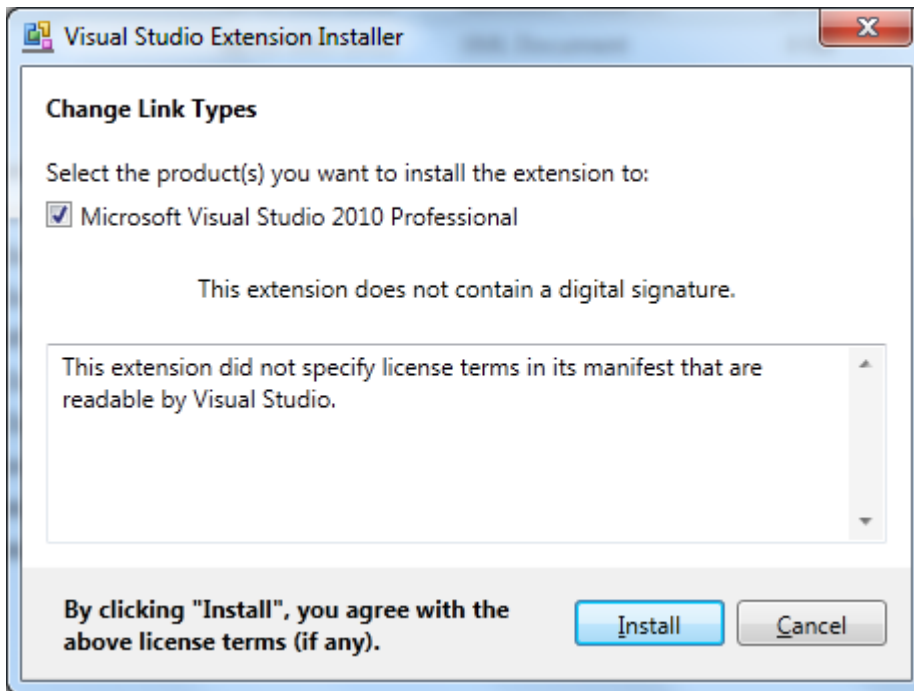 Visual Studio Extension Installer
Change Link Types
Select the product(s) you want to install the extension to:
Microsoft Visual Studio 2010 Professional
This extension does not contain a digital signature.
This extension did not specify license terms in its manifest that are
readable by Visual Studio.
By clicking "Install", you agree with the
above license terms (if any).
Install
Cancel